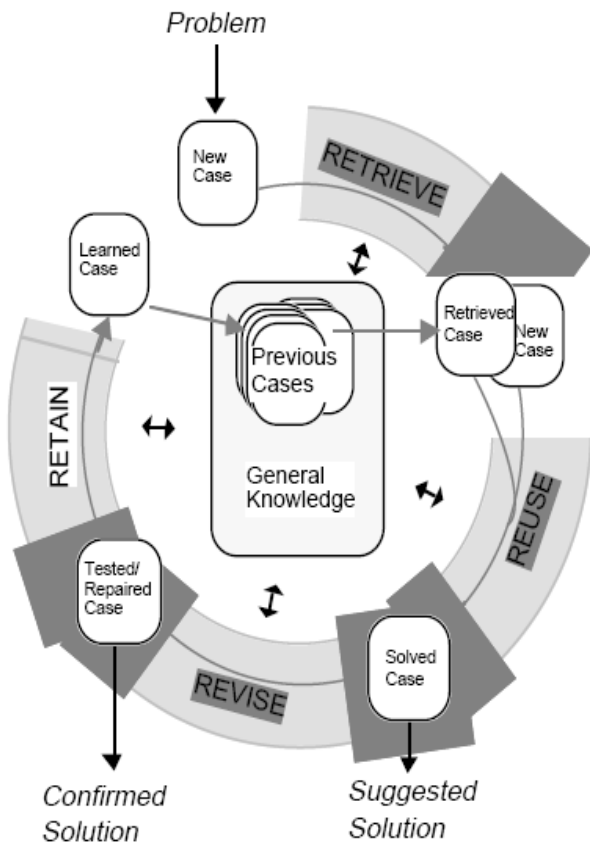 Problem
New
Case
RETRIEVE
Learned
Case
Retrieved
Case
New
Case
Previous
Cases
General
Knowledge
RETAIN
REUSE
Tested/
Repaired
Case
Solved
Case
REVISE
Confirmed
Solution
Suggested
Solution